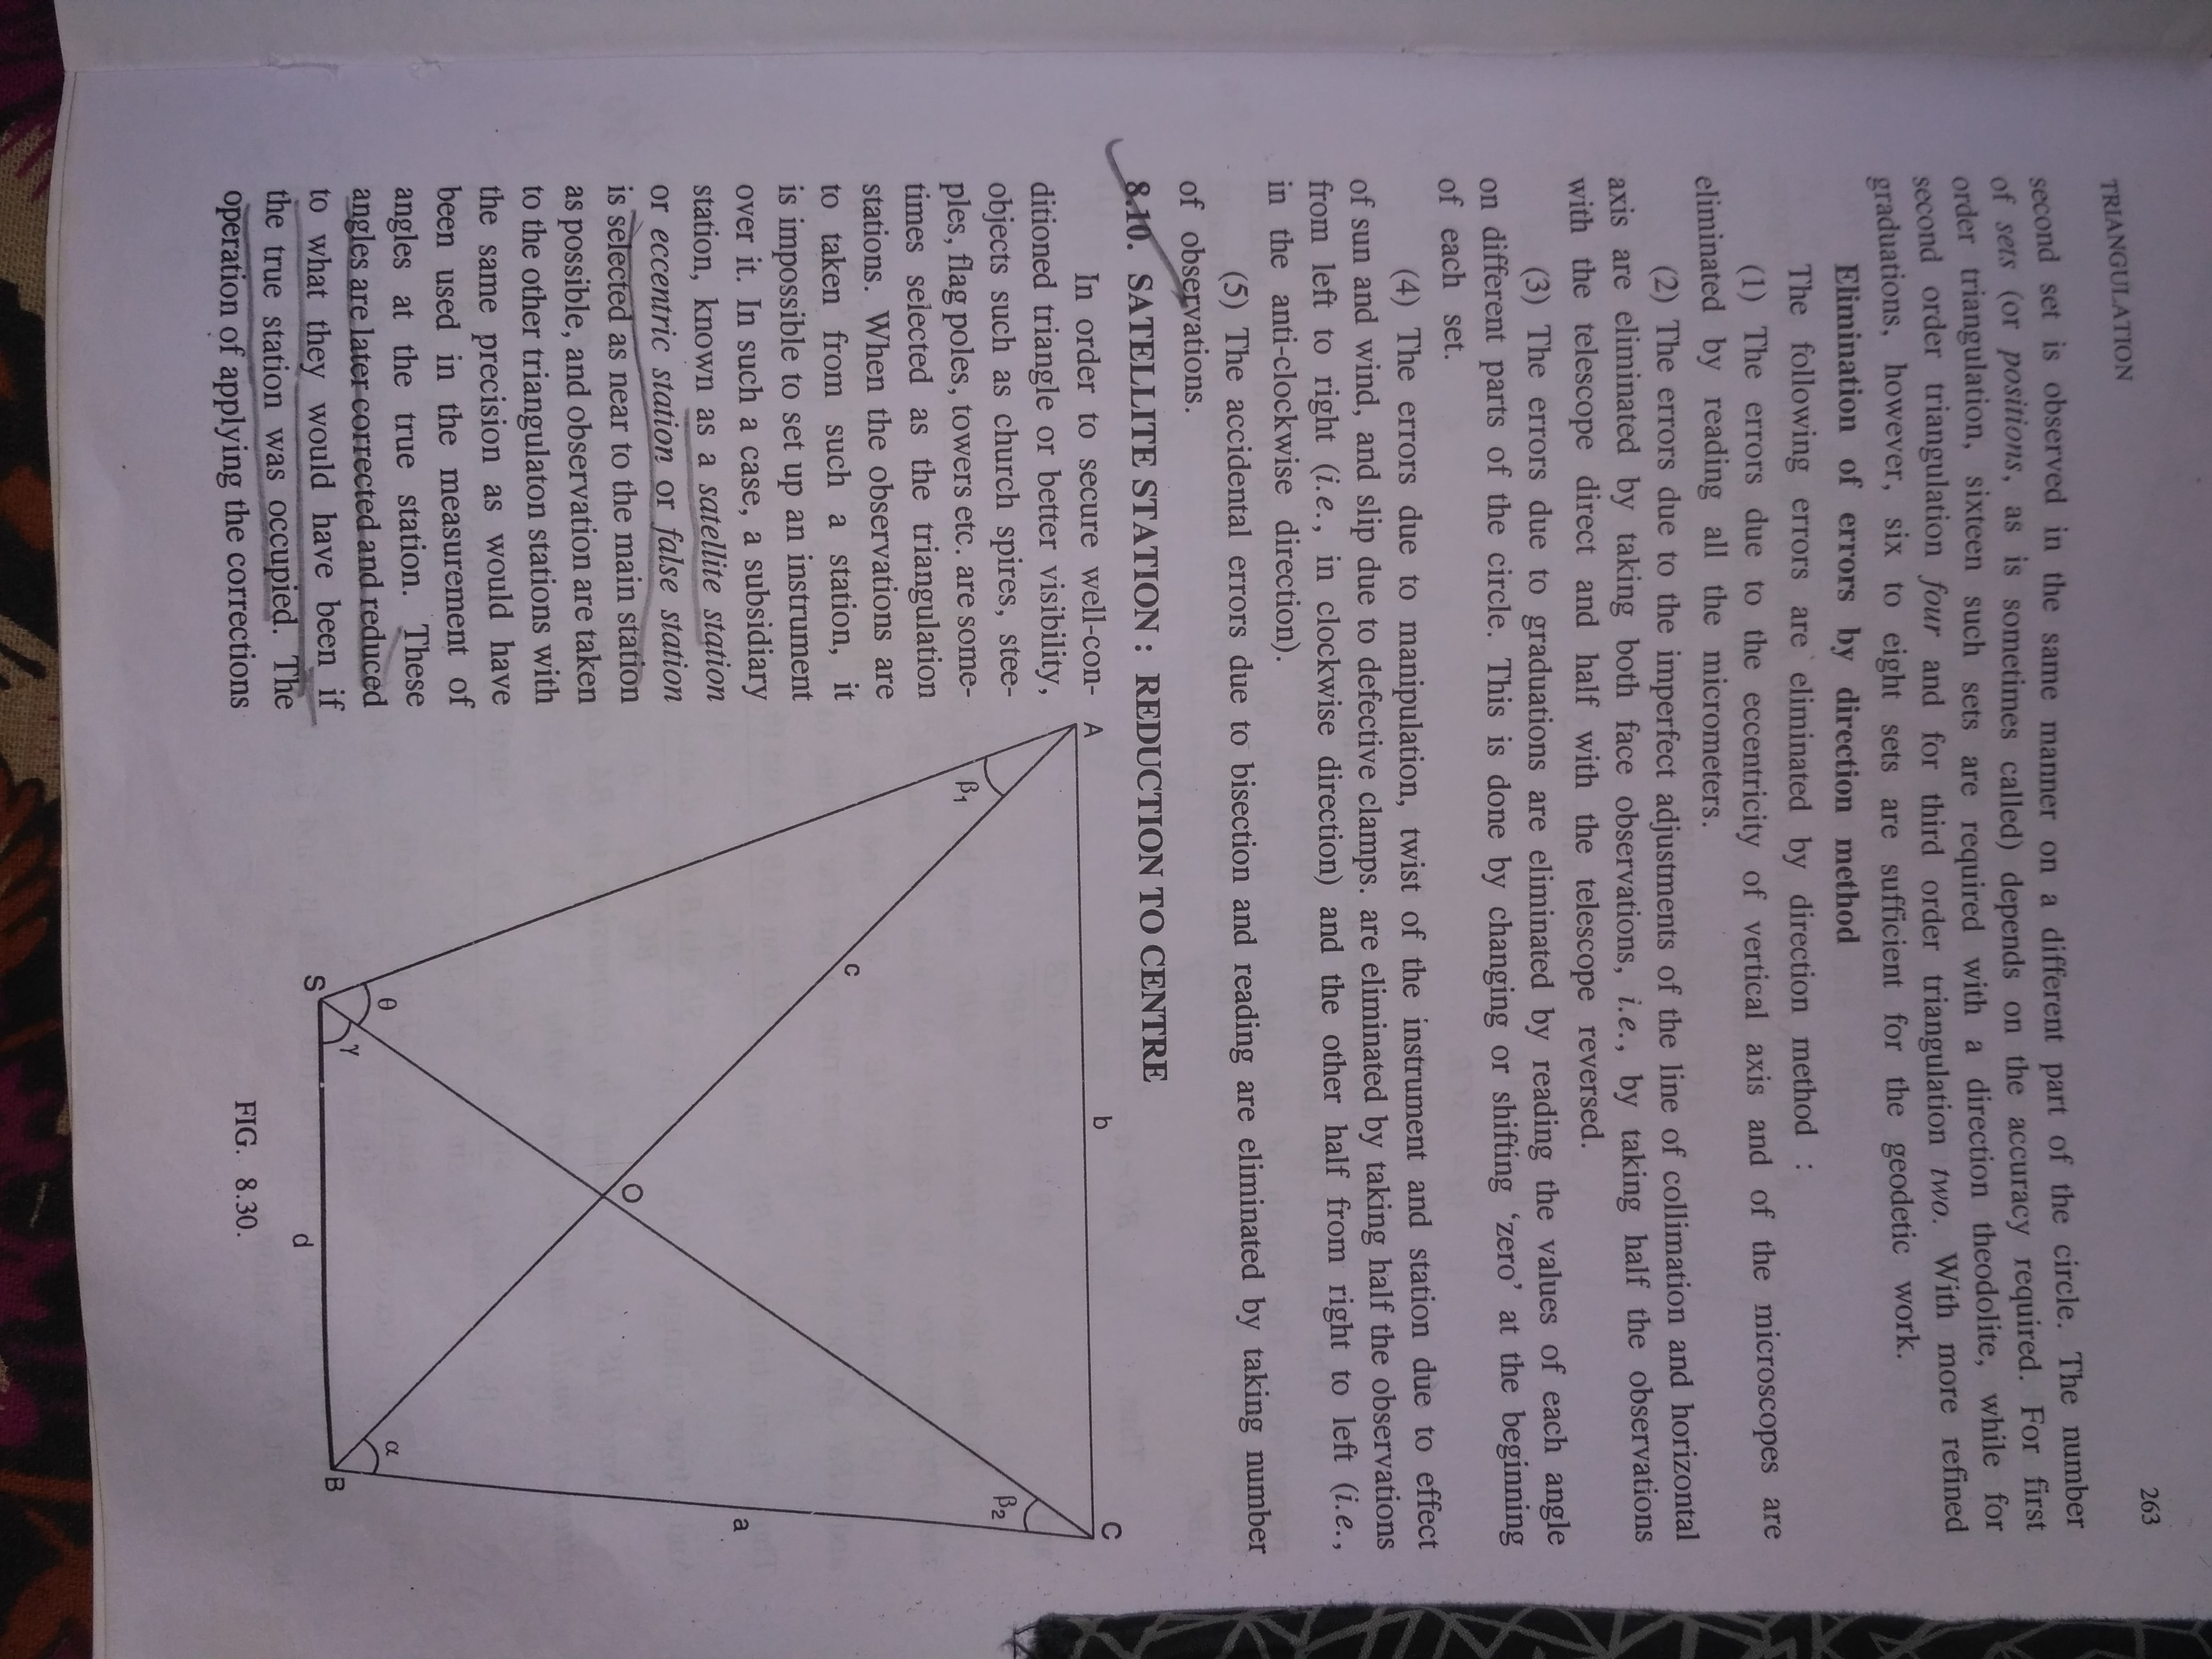 263
TRIANGULATION
second set is observed in the same manner on a different part of the circle. The number
of sets (or positions, as is sometimes called) depends on the accuracy required. For first
order triangulation, sixteen such sets are required with a direction theodolite, while for
second order triangulation four and for third order triangulation two. With more refined
graduations, however, six to eight sets are sufficient for the geodetic work.
Elimination of errors by direction method
The following errors are eliminated by direction method :
(1) The errors due to the eccentricity of vertical axis and of the microscopes are
eliminated by reading all the micrometers.
(2) The errors due to the imperfect adjustments of the line of collimation and horizontal
axis are eliminated by taking both face observations, i.e., by taking half the observations
with the telescope direct and half with the telescope reversed.
(3) The errors due to graduations are eliminated by reading the values of each angle
on different parts of the circle. This is done by changing or shifting ‘zero’ at the beginning
of each set.
(4) The errors due to manipulation, twist of the instrument and station due to effect
of sun and wind, and slip due to defective clamps. are eliminated by taking half the observations
from left to right (i.e., in clockwise direction) and the other half from right to left (i.e.,
in the anti-clockwise direction).
(5) The accidental errors due to bisection and reading are eliminated by taking number
of observations.
8.10. SATELLITE STATION : REDUCTION TO CENTRE
In order to secure well-con-
ditioned triangle or better visibility,
objects such as church spires, stee-
ples, flag poles, towers etc. are some-
times selected as the triangulation
stations. When the observations are
to taken from such a station, it
is impossible to set up an instrument
over it. In such a case, a subsidiary
station, known as a satellite station
or eccentric station or false station
is selected as near to the main station
as possible, and observation are taken
to the other triangulaton stations with
the same precision as would have
been used in the measurement of
angles at the true station. These
angles are later corrected and reduced
to what they would have been if
the true station was occupied. The
operation of applying the corrections
A
b
C
β1
β2
c
a
O
θ
γ
α
S
B
d
FIG. 8.30.